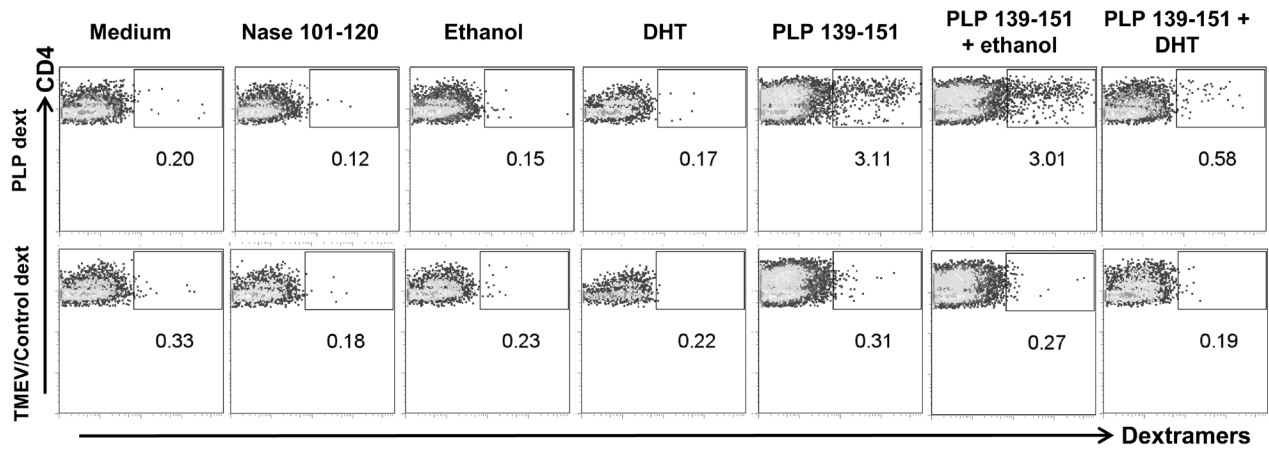 Medium
Nase 101-120
Ethanol
DHT
PLP 139-151
PLP 139-151
+ ethanol
PLP 139-151 +
DHT
CD4
PLP dext
0.20
0.12
0.15
0.17
3.11
3.01
0.58
TMEV/Control dext
0.33
0.18
0.23
0.22
0.31
0.27
0.19
Dextramers